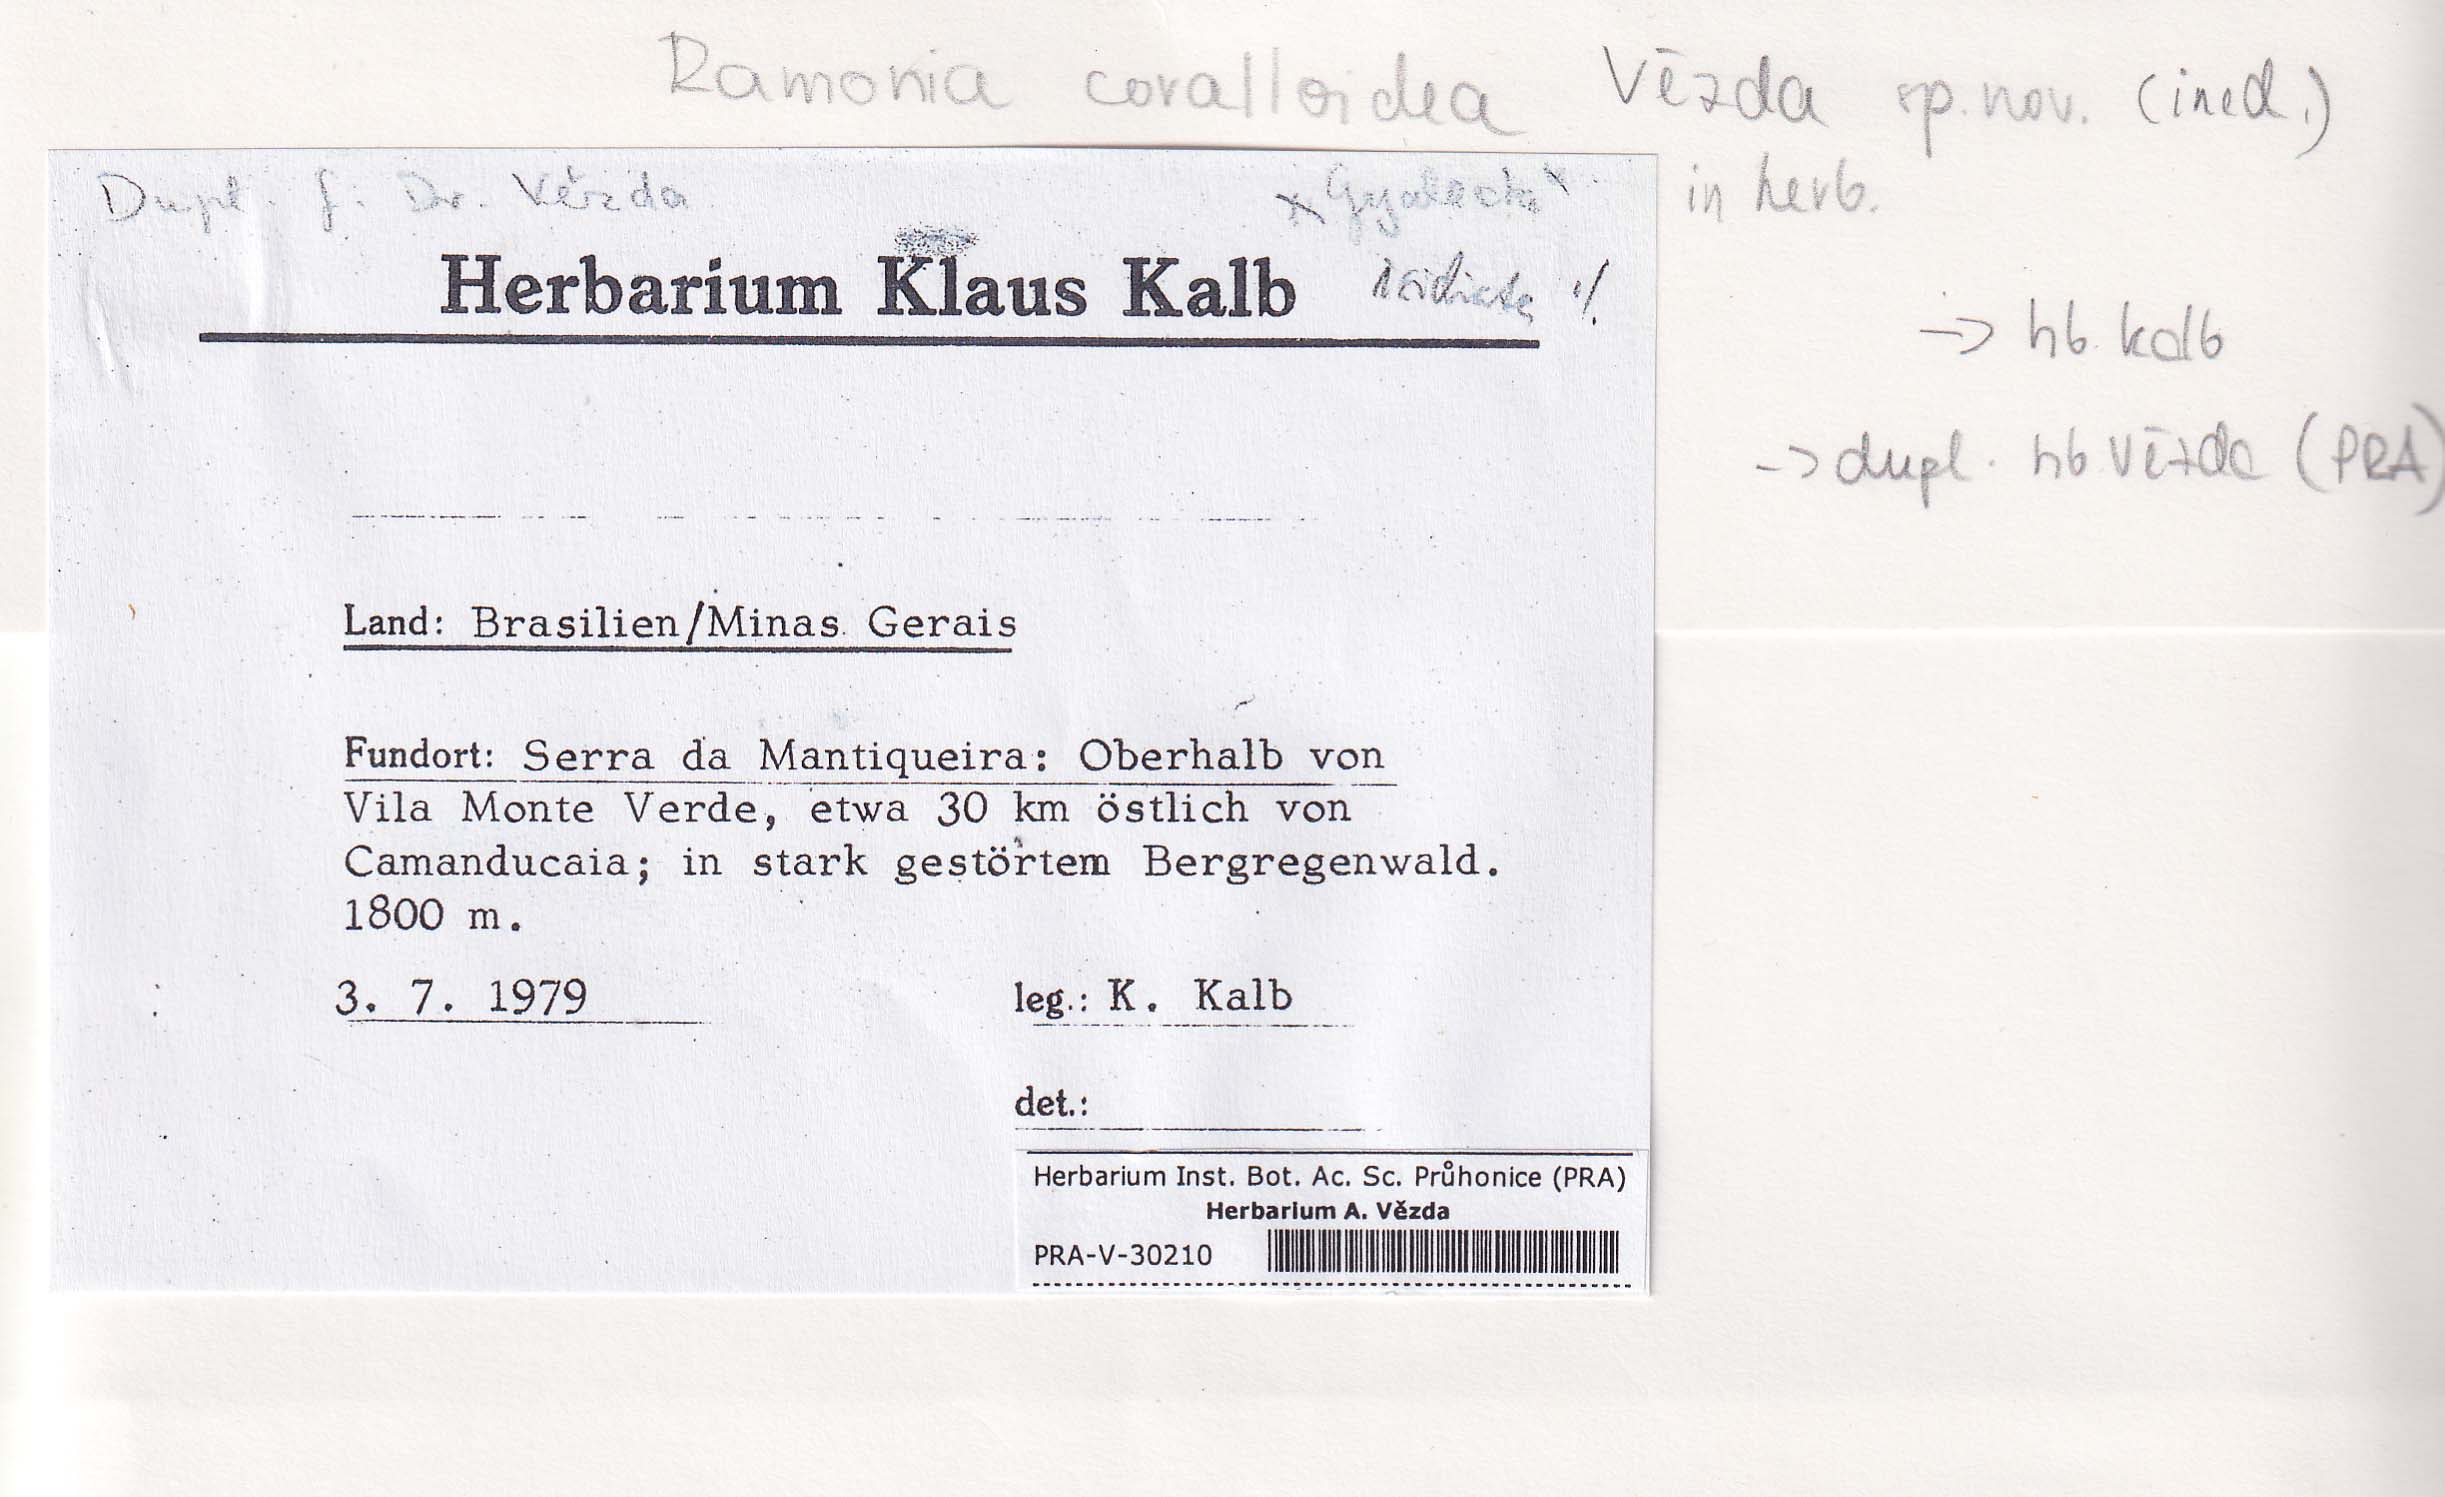 Ramonia coralloidea Vězda sp. nov. (ined.)
in herb.
→ hb. Kalb
→ dupl. hb. Vězda (PRA)
Dupl. f. Dr. Vězda
"Gyalecta"
Herbarium Klaus Kalb
Land: Brasilien/Minas Gerais
Fundort: Serra da Mantiqueira: Oberhalb von
Vila Monte Verde, etwa 30 km östlich von
Camanducaia; in stark gestörtem Bergregenwald.
1800 m.
3. 7. 1979
leg.: K. Kalb
det.:
Herbarium Inst. Bot. Ac. Sc. Průhonice (PRA)
Herbarium A. Vězda
PRA-V-30210